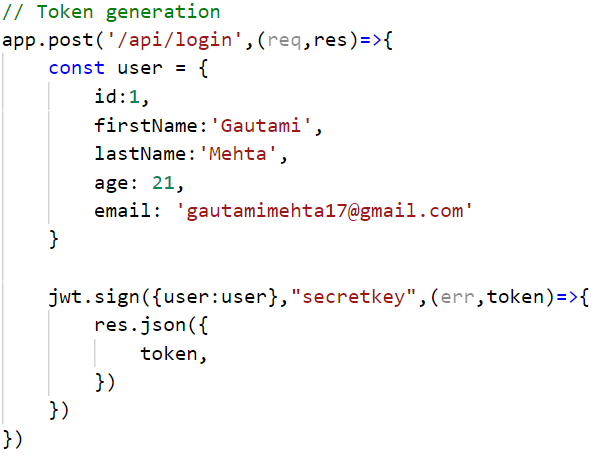 // Token generation
app.post('/api/login',(req,res)=>{
    const user = {
        id:1,
        firstName:'Gautami',
        lastName:'Mehta',
        age: 21,
        email: 'gautamimehta17@gmail.com'
    }

    jwt.sign({user:user},"secretkey",(err,token)=>{
        res.json({
            token,
        })
    })
})